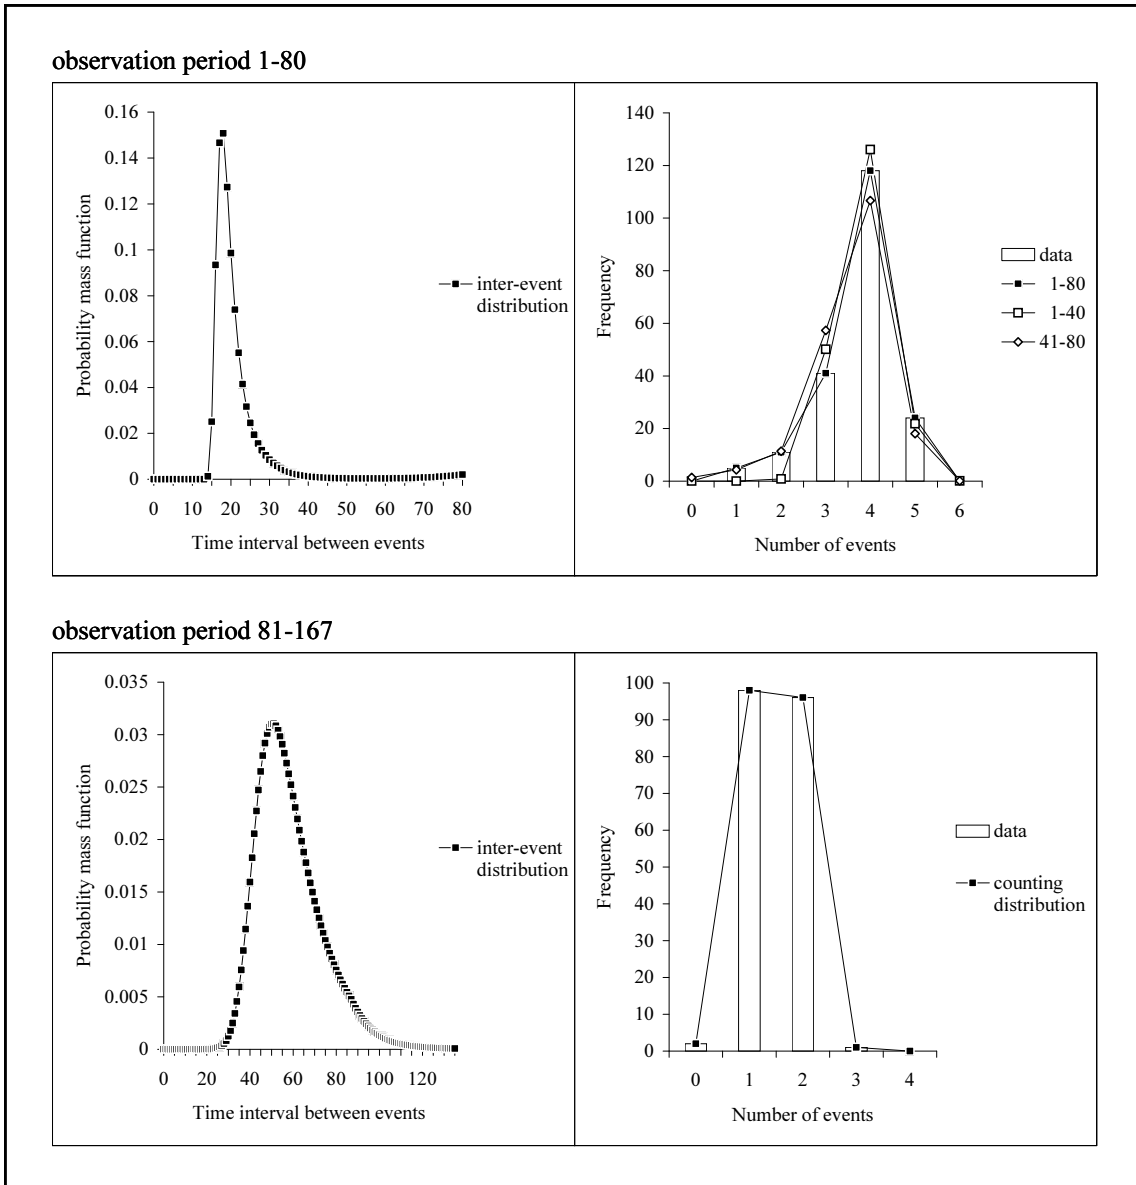 observation period 1-80
0.16
0.14
0.12
0.1
0.08
0.06
0.04
0.02
0
Probability mass function
0 10 20 30 40 50 60 70 80
Time interval between events
inter-event
distribution
140
120
100
80
60
40
20
0
Frequency
0 1 2 3 4 5 6
Number of events
data
1-80
1-40
41-80
observation period 81-167
0.035
0.03
0.025
0.02
0.015
0.01
0.005
0
Probability mass function
0 20 40 60 80 100 120
Time interval between events
inter-event
distribution
100
90
80
70
60
50
40
30
20
10
0
Frequency
0 1 2 3 4
Number of events
data
counting
distribution